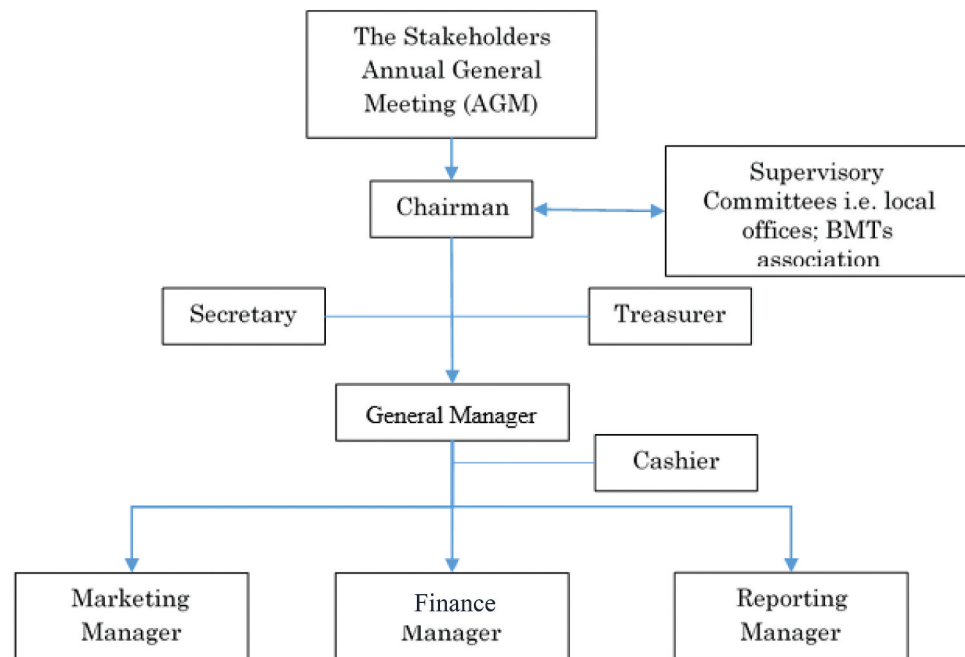 The Stakeholders
Annual General
Meeting (AGM)
Chairman
Supervisory
Committees i.e. local
offices; BMTs
association
Secretary
Treasurer
General Manager
Cashier
Marketing
Manager
Finance
Manager
Reporting
Manager